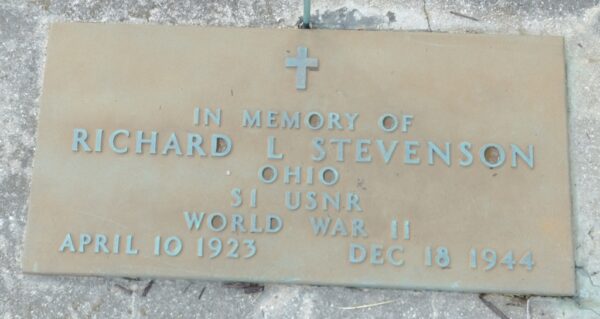 IN MEMORY OF
RICHARD L STEVENSON
OHIO
S1 USNR
WORLD WAR II
APRIL 10 1923 DEC 18 1944